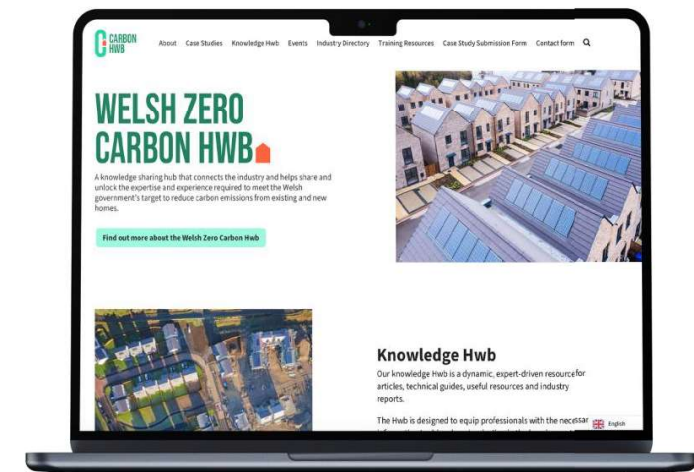 CARBON
HWB
About Case Studies Knowledge Hwb Events Industry Directory Training Resources Case Study Submission Form Contact form
WELSH ZERO
CARBON HWB
A knowledge sharing hub that connects the industry and helps share and
unlock the expertise and experience required to meet the Welsh
government's target to reduce carbon emissions from existing and new
homes.
Find out more about the Welsh Zero Carbon Hwb
Knowledge Hwb
Our knowledge Hwb is a dynamic, expert-driven resource for
articles, technical guides, useful resources and industry
reports.
The Hwb is designed to equip professionals with the necessar
English